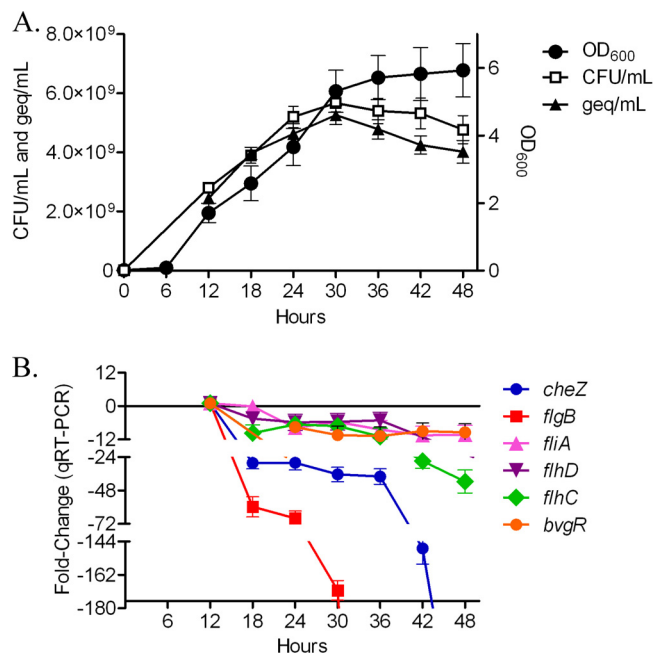 A.
8.0×10⁹
6.0×10⁹
4.0×10⁹
2.0×10⁹
0
CFU/mL and geq/mL
6
4
2
0
OD₆₀₀
0 6 12 18 24 30 36 42 48
Hours
OD₆₀₀
CFU/mL
geq/mL
B.
12
0
-12
-24
-48
-72
-144
-162
-180
Fold-Change (qRT-PCR)
6 12 18 24 30 36 42 48
Hours
cheZ
flgB
fliA
flhD
flhC
bvgR